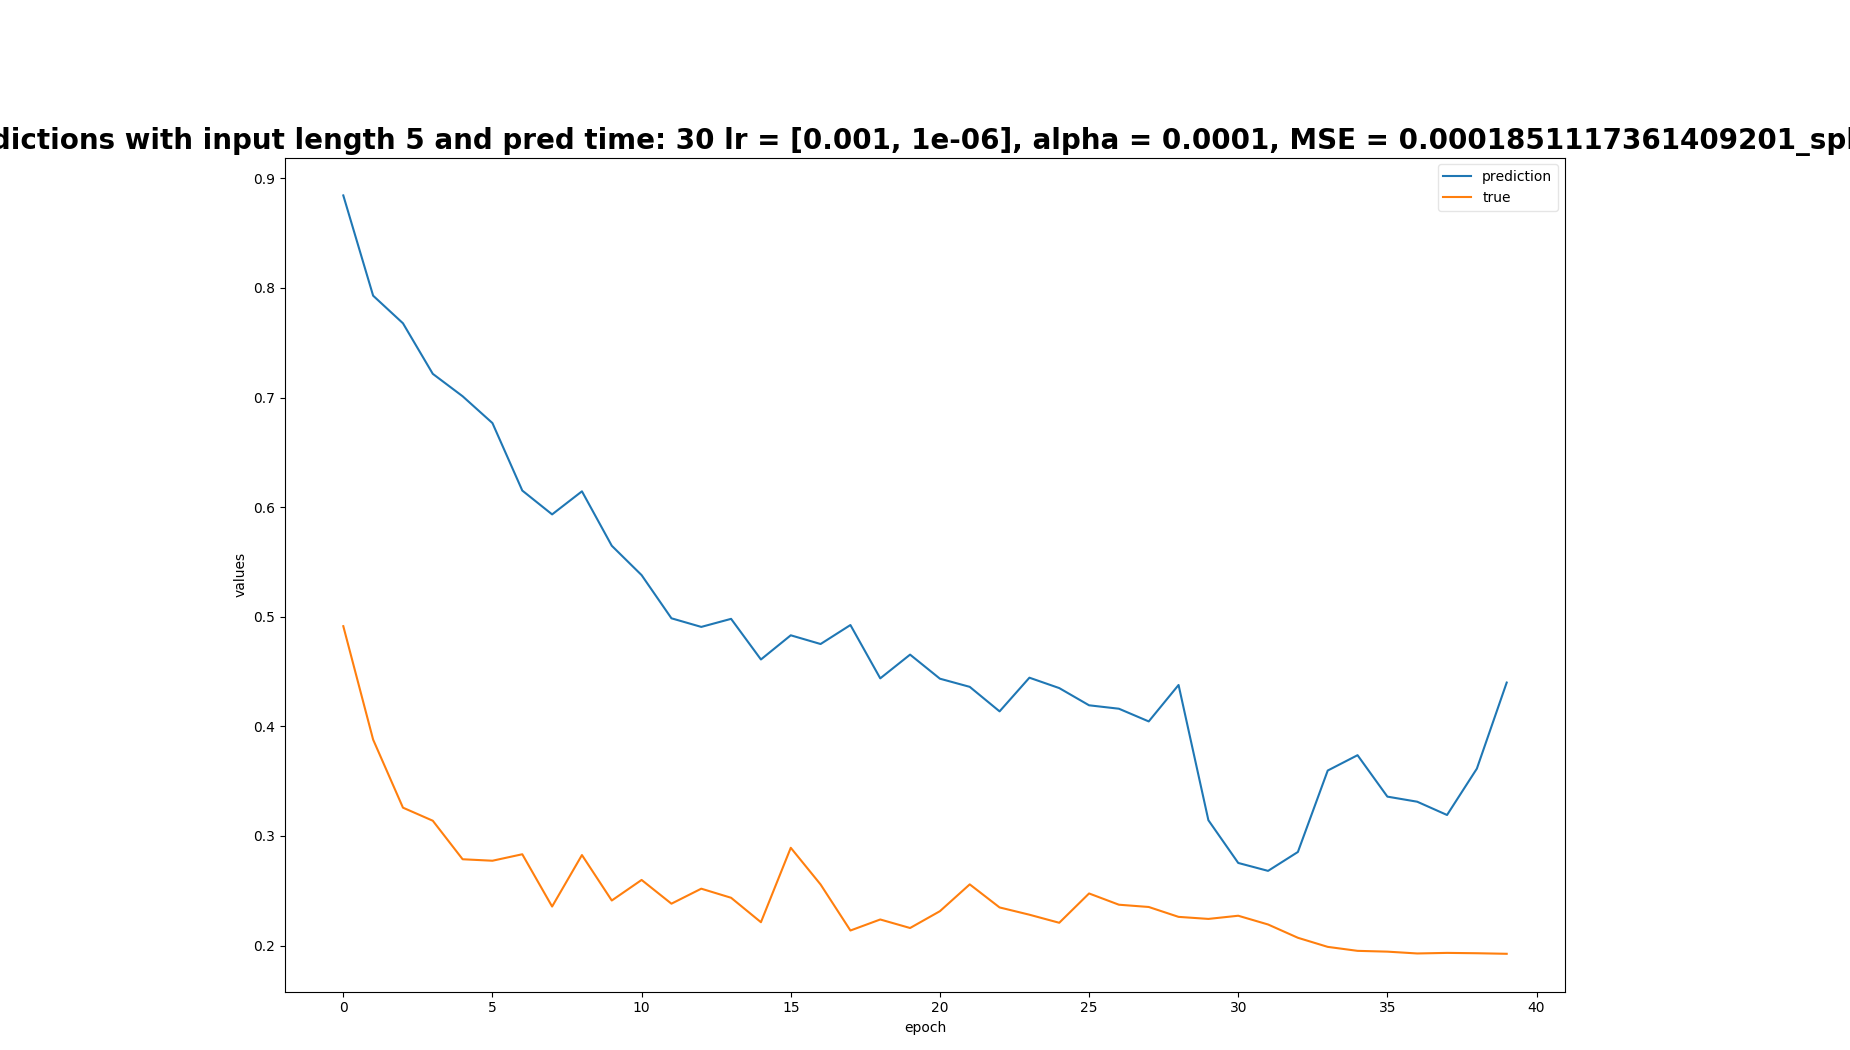 dictions with input length 5 and pred time: 30 lr = [0.001, 1e-06], alpha = 0.0001, MSE = 0.0001851117361409201_spl
prediction
true
0.9
0.8
0.7
0.6
0.5
0.4
0.3
0.2
values
0 5 10 15 20 25 30 35 40
epoch